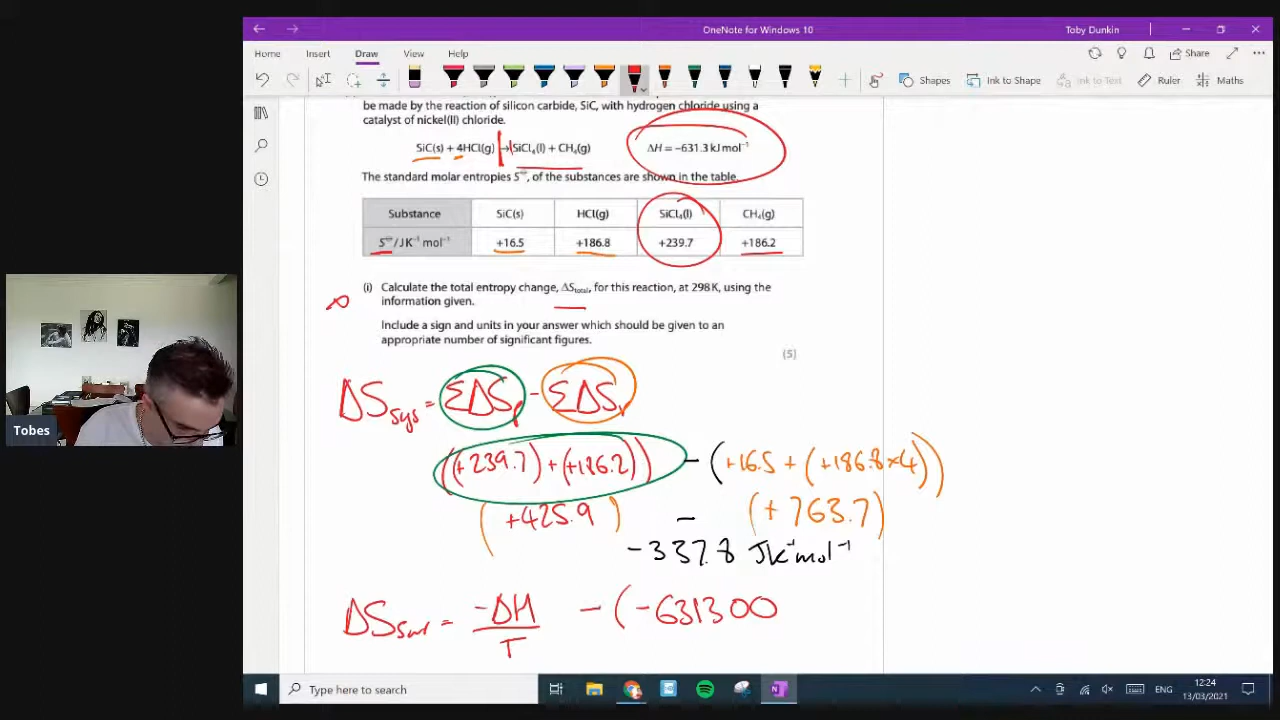 OneNote for Windows 10
Toby Dunkin
Home Insert Draw View Help
Share
Shapes Ink to Shape Ink to Text Ruler Maths
be made by the reaction of silicon carbide, SiC, with hydrogen chloride using a
catalyst of nickel(II) chloride.
SiC(s) + 4HCl(g) → SiCl₄(l) + CH₄(g) ΔH = −631.3 kJ mol⁻¹
The standard molar entropies S⦵, of the substances are shown in the table.
Substance SiC(s) HCl(g) SiCl₄(l) CH₄(g)
S⦵/J K⁻¹ mol⁻¹ +16.5 +186.8 +239.7 +186.2
(i) Calculate the total entropy change, ΔStotal, for this reaction, at 298 K, using the
information given.
Include a sign and units in your answer which should be given to an
appropriate number of significant figures.
(5)
ΔSsys = ΣΔSp - ΣΔSr
((+239.7) + (+186.2)) - (+16.5 + (+186.8×4))
(+425.9) - (+763.7)
-337.8 JK⁻¹mol⁻¹
ΔSsurr = -ΔH/T - (-631300
Tobes
Type here to search
ENG
12:24
13/03/2021